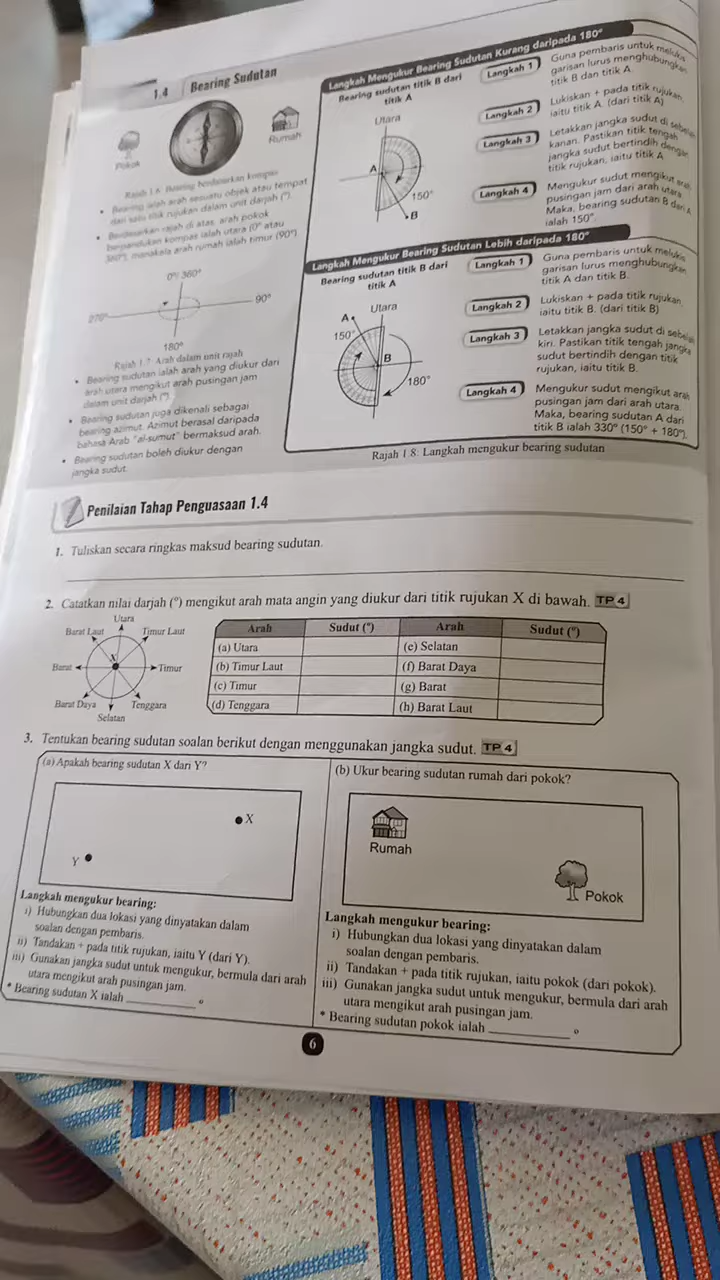 1.4 Bearing Sudutan
Pokok
Rumah
Rajah 1.6: Bearing berdasarkan kompas
• Bearing ialah arah sesuatu objek atau tempat
dari satu titik rujukan dalam unit darjah (°).
• Berdasarkan rajah di atas, arah pokok
berpandukan kompas ialah utara (0° atau
360°), manakala arah rumah ialah timur (90°).
0°/ 360°
90°
270°
180°
Rajah 1.7: Arah dalam unit rajah
• Bearing sudutan ialah arah yang diukur dari
arah utara mengikut arah pusingan jam
dalam unit darjah (°).
• Bearing sudutan juga dikenali sebagai
bearing azimut. Azimut berasal daripada
bahasa Arab "al-sumut" bermaksud arah.
• Bearing sudutan boleh diukur dengan
jangka sudut.
Langkah Mengukur Bearing Sudutan Kurang daripada 180°
Bearing sudutan titik B dari
titik A
Utara
A
150°
B
Langkah 1
Guna pembaris untuk melukis
garisan lurus menghubungkan
titik B dan titik A.
Langkah 2
Lukiskan + pada titik rujukan,
iaitu titik A. (dari titik A)
Langkah 3
Letakkan jangka sudut di sebelah
kanan. Pastikan titik tengah
jangka sudut bertindih dengan
titik rujukan, iaitu titik A
Langkah 4
Mengukur sudut mengikut arah
pusingan jam dari arah utara
Maka, bearing sudutan B dari A
ialah 150°.
Langkah Mengukur Bearing Sudutan Lebih daripada 180°
Bearing sudutan titik B dari
titik A
Utara
A
150°
B
180°
Langkah 1
Guna pembaris untuk melukis
garisan lurus menghubungkan
titik A dan titik B.
Langkah 2
Lukiskan + pada titik rujukan,
iaitu titik B. (dari titik B)
Langkah 3
Letakkan jangka sudut di sebelah
kiri. Pastikan titik tengah jangka
sudut bertindih dengan titik
rujukan, iaitu titik B.
Langkah 4
Mengukur sudut mengikut arah
pusingan jam dari arah utara.
Maka, bearing sudutan A dari
titik B ialah 330° (150° + 180°).
Rajah 1.8: Langkah mengukur bearing sudutan
Penilaian Tahap Penguasaan 1.4
1. Tuliskan secara ringkas maksud bearing sudutan.
2. Catatkan nilai darjah (°) mengikut arah mata angin yang diukur dari titik rujukan X di bawah. TP 4
Utara
Barat Laut
Timur Laut
X
Barat
Timur
Barat Daya
Tenggara
Selatan
Arah Sudut (°) Arah Sudut (°)
(a) Utara (e) Selatan
(b) Timur Laut (f) Barat Daya
(c) Timur (g) Barat
(d) Tenggara (h) Barat Laut
3. Tentukan bearing sudutan soalan berikut dengan menggunakan jangka sudut. TP 4
(a) Apakah bearing sudutan X dari Y?
X
Y
Langkah mengukur bearing:
i) Hubungkan dua lokasi yang dinyatakan dalam
soalan dengan pembaris.
ii) Tandakan + pada titik rujukan, iaitu Y (dari Y).
iii) Gunakan jangka sudut untuk mengukur, bermula dari arah
utara mengikut arah pusingan jam.
* Bearing sudutan X ialah ________ °
(b) Ukur bearing sudutan rumah dari pokok?
Rumah
Pokok
Langkah mengukur bearing:
i) Hubungkan dua lokasi yang dinyatakan dalam
soalan dengan pembaris.
ii) Tandakan + pada titik rujukan, iaitu pokok (dari pokok).
iii) Gunakan jangka sudut untuk mengukur, bermula dari arah
utara mengikut arah pusingan jam.
* Bearing sudutan pokok ialah ________ °
6